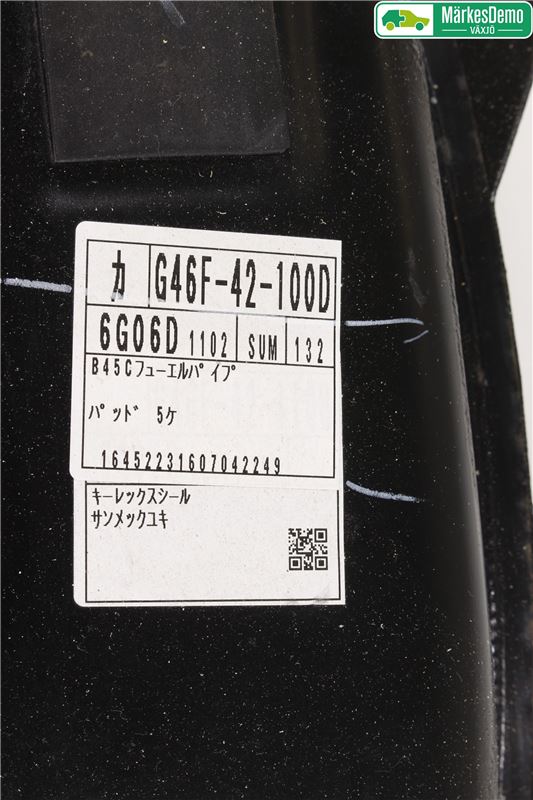 MärkesDemo
VÄXJÖ
カ G46F-42-100D
6G06D 1102 SUM 132
B45Cフューエルパイプ
パッド 5ケ
16452231607042249
キーレックスシール
サンメックユキ